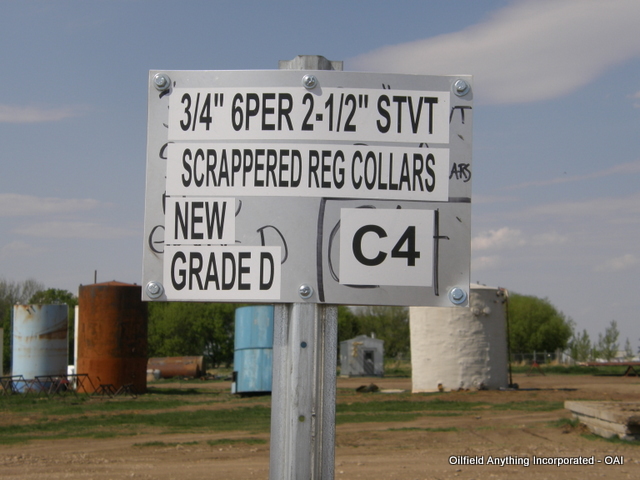 3/4" 6PER 2-1/2" STVT
SCRAPPERED REG COLLARS
NEW
GRADE D
C4
Oilfield Anything Incorporated - OAI